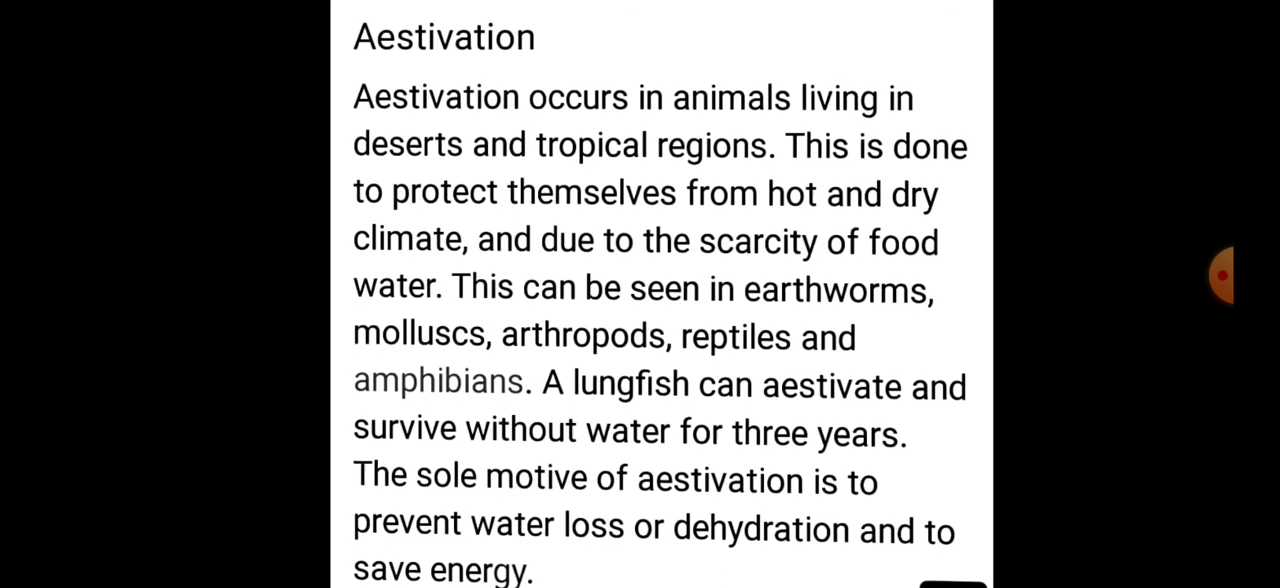 Aestivation
Aestivation occurs in animals living in
deserts and tropical regions. This is done
to protect themselves from hot and dry
climate, and due to the scarcity of food
water. This can be seen in earthworms,
molluscs, arthropods, reptiles and
amphibians. A lungfish can aestivate and
survive without water for three years.
The sole motive of aestivation is to
prevent water loss or dehydration and to
save energy.